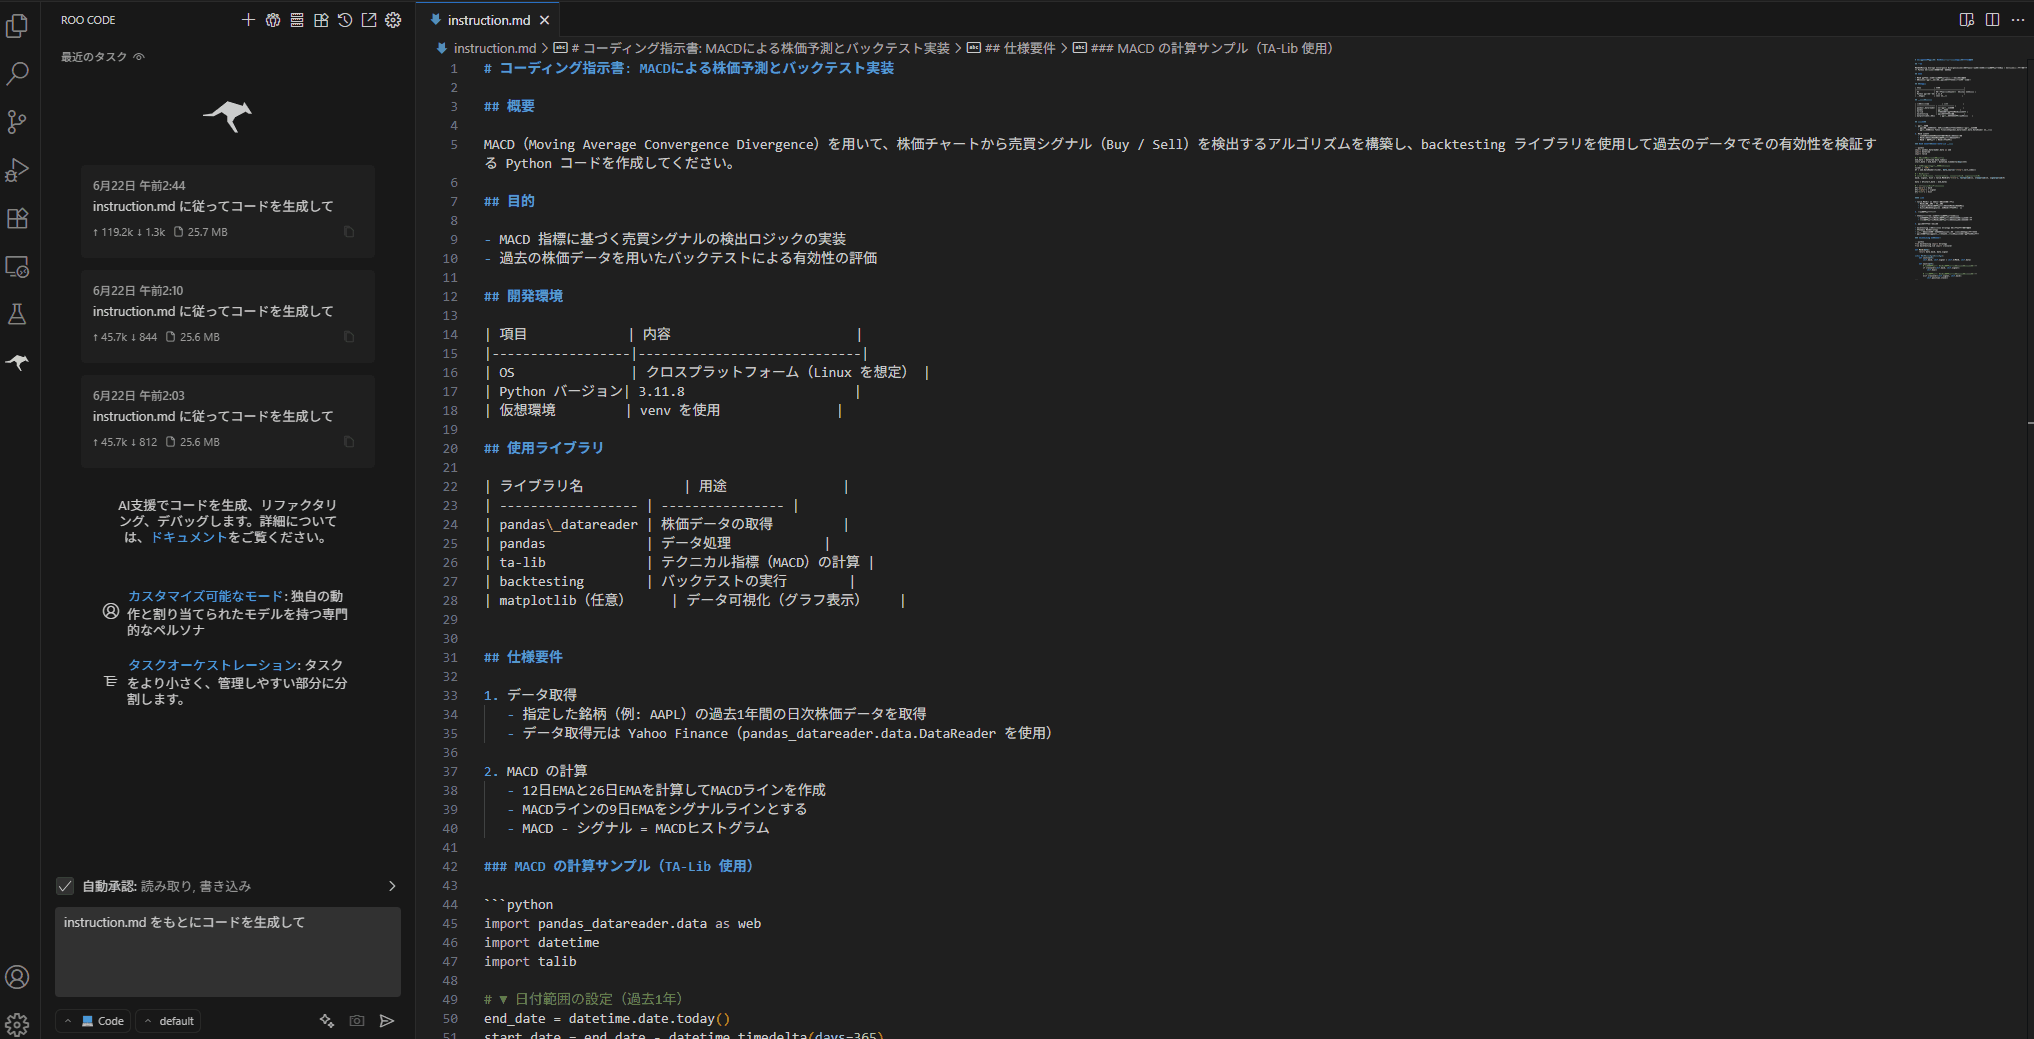 ROO CODE
最近のタスク
6月22日 午前2:44
instruction.md に従ってコードを生成して
↑ 119.2k ↓ 1.3k 25.7 MB
6月22日 午前2:10
instruction.md に従ってコードを生成して
↑ 45.7k ↓ 844 25.6 MB
6月22日 午前2:03
instruction.md に従ってコードを生成して
↑ 45.7k ↓ 812 25.6 MB
AI支援でコードを生成、リファクタリ
ング、デバッグします。詳細について
は、ドキュメントをご覧ください。
カスタマイズ可能なモード: 独自の動
作と割り当てられたモデルを持つ専門
的なペルソナ
タスクオーケストレーション: タスク
をより小さく、管理しやすい部分に分
割します。
自動承認: 読み取り, 書き込み
instruction.md をもとにコードを生成して
Code
default
instruction.md
instruction.md > # コーディング指示書: MACDによる株価予測とバックテスト実装 > ## 仕様要件 > ### MACD の計算サンプル（TA-Lib 使用）
1 # コーディング指示書: MACDによる株価予測とバックテスト実装
2
3 ## 概要
4
5 MACD（Moving Average Convergence Divergence）を用いて、株価チャートから売買シグナル（Buy / Sell）を検出するアルゴリズムを構築し、backtesting ライブラリを使用して過去のデータでその有効性を検証す
る Python コードを作成してください。
6
7 ## 目的
8
9 - MACD 指標に基づく売買シグナルの検出ロジックの実装
10 - 過去の株価データを用いたバックテストによる有効性の評価
11
12 ## 開発環境
13
14 | 項目 | 内容 |
15 |------------------|-----------------------------|
16 | OS | クロスプラットフォーム（Linux を想定） |
17 | Python バージョン| 3.11.8 |
18 | 仮想環境 | venv を使用 |
19
20 ## 使用ライブラリ
21
22 | ライブラリ名 | 用途 |
23 | ------------------ | ---------------- |
24 | pandas\_datareader | 株価データの取得 |
25 | pandas | データ処理 |
26 | ta-lib | テクニカル指標（MACD）の計算 |
27 | backtesting | バックテストの実行 |
28 | matplotlib（任意） | データ可視化（グラフ表示） |
29
30
31 ## 仕様要件
32
33 1. データ取得
34 - 指定した銘柄（例: AAPL）の過去1年間の日次株価データを取得
35 - データ取得元は Yahoo Finance（pandas_datareader.data.DataReader を使用）
36
37 2. MACD の計算
38 - 12日EMAと26日EMAを計算してMACDラインを作成
39 - MACDラインの9日EMAをシグナルラインとする
40 - MACD - シグナル = MACDヒストグラム
41
42 ### MACD の計算サンプル（TA-Lib 使用）
43
44 ```python
45 import pandas_datareader.data as web
46 import datetime
47 import talib
48
49 # ▼ 日付範囲の設定（過去1年）
50 end_date = datetime.date.today()
51 start_date = end_date - datetime.timedelta(days=365)